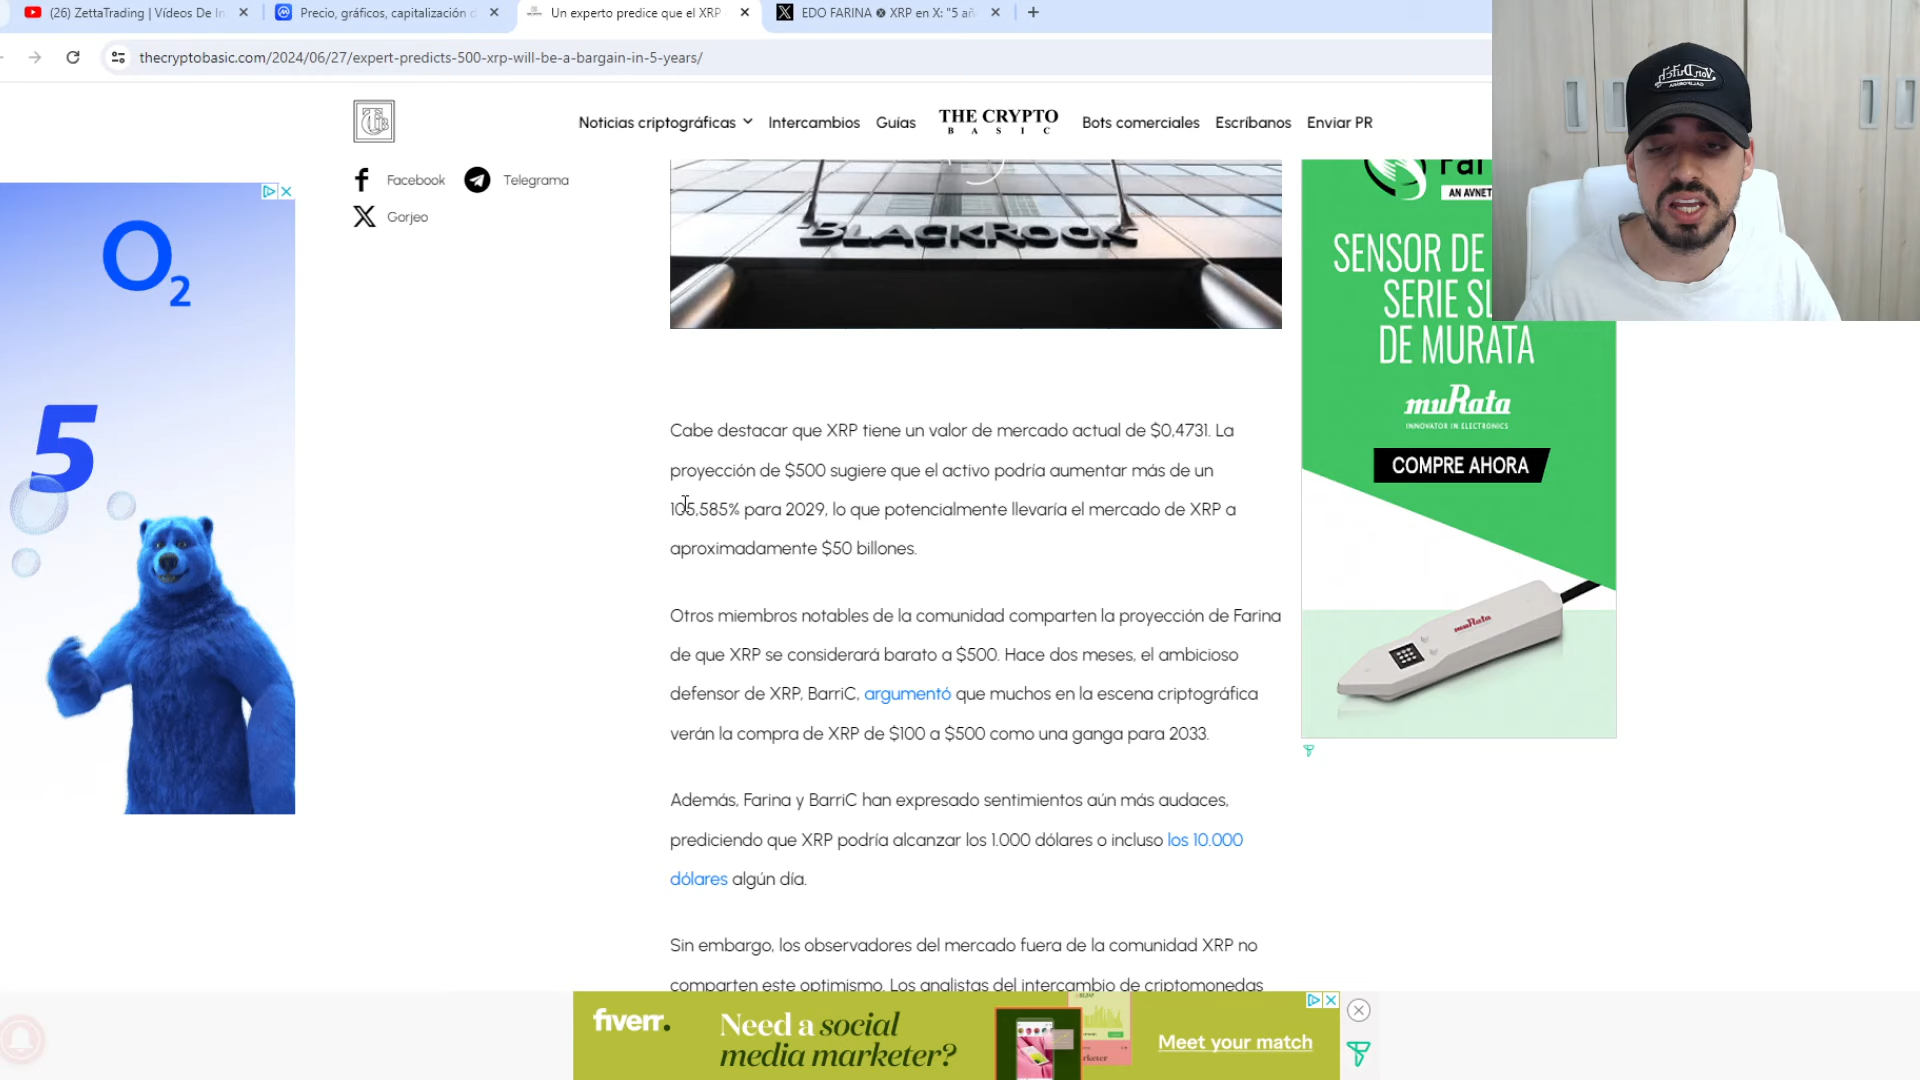 (26) ZettaTrading | Vídeos De In
Precio, gráficos, capitalización d
Un experto predice que el XRP
EDO FARINA XRP en X: "5 añ
thecryptobasic.com/2024/06/27/expert-predicts-500-xrp-will-be-a-bargain-in-5-years/
Von Dutch
Noticias criptográficas
Intercambios
Guías
THE CRYPTO
BASIC
Bots comerciales
Escríbanos
Enviar PR
Facebook
Telegrama
Gorjeo
O2
5
BLACKROCK
AN AVNET
SENSOR DE
SERIE SL
DE MURATA
muRata
INNOVATOR IN ELECTRONICS
COMPRE AHORA
muRata
Cabe destacar que XRP tiene un valor de mercado actual de $0,4731. La
proyección de $500 sugiere que el activo podría aumentar más de un
105,585% para 2029, lo que potencialmente llevaría el mercado de XRP a
aproximadamente $50 billones.
Otros miembros notables de la comunidad comparten la proyección de Farina
de que XRP se considerará barato a $500. Hace dos meses, el ambicioso
defensor de XRP, BarriC, argumentó que muchos en la escena criptográfica
verán la compra de XRP de $100 a $500 como una ganga para 2033.
Además, Farina y BarriC han expresado sentimientos aún más audaces,
prediciendo que XRP podría alcanzar los 1.000 dólares o incluso los 10.000
dólares algún día.
Sin embargo, los observadores del mercado fuera de la comunidad XRP no
comparten este optimismo. Los analistas del intercambio de criptomonedas
fiverr.
Need a social
media marketer?
Meet your match